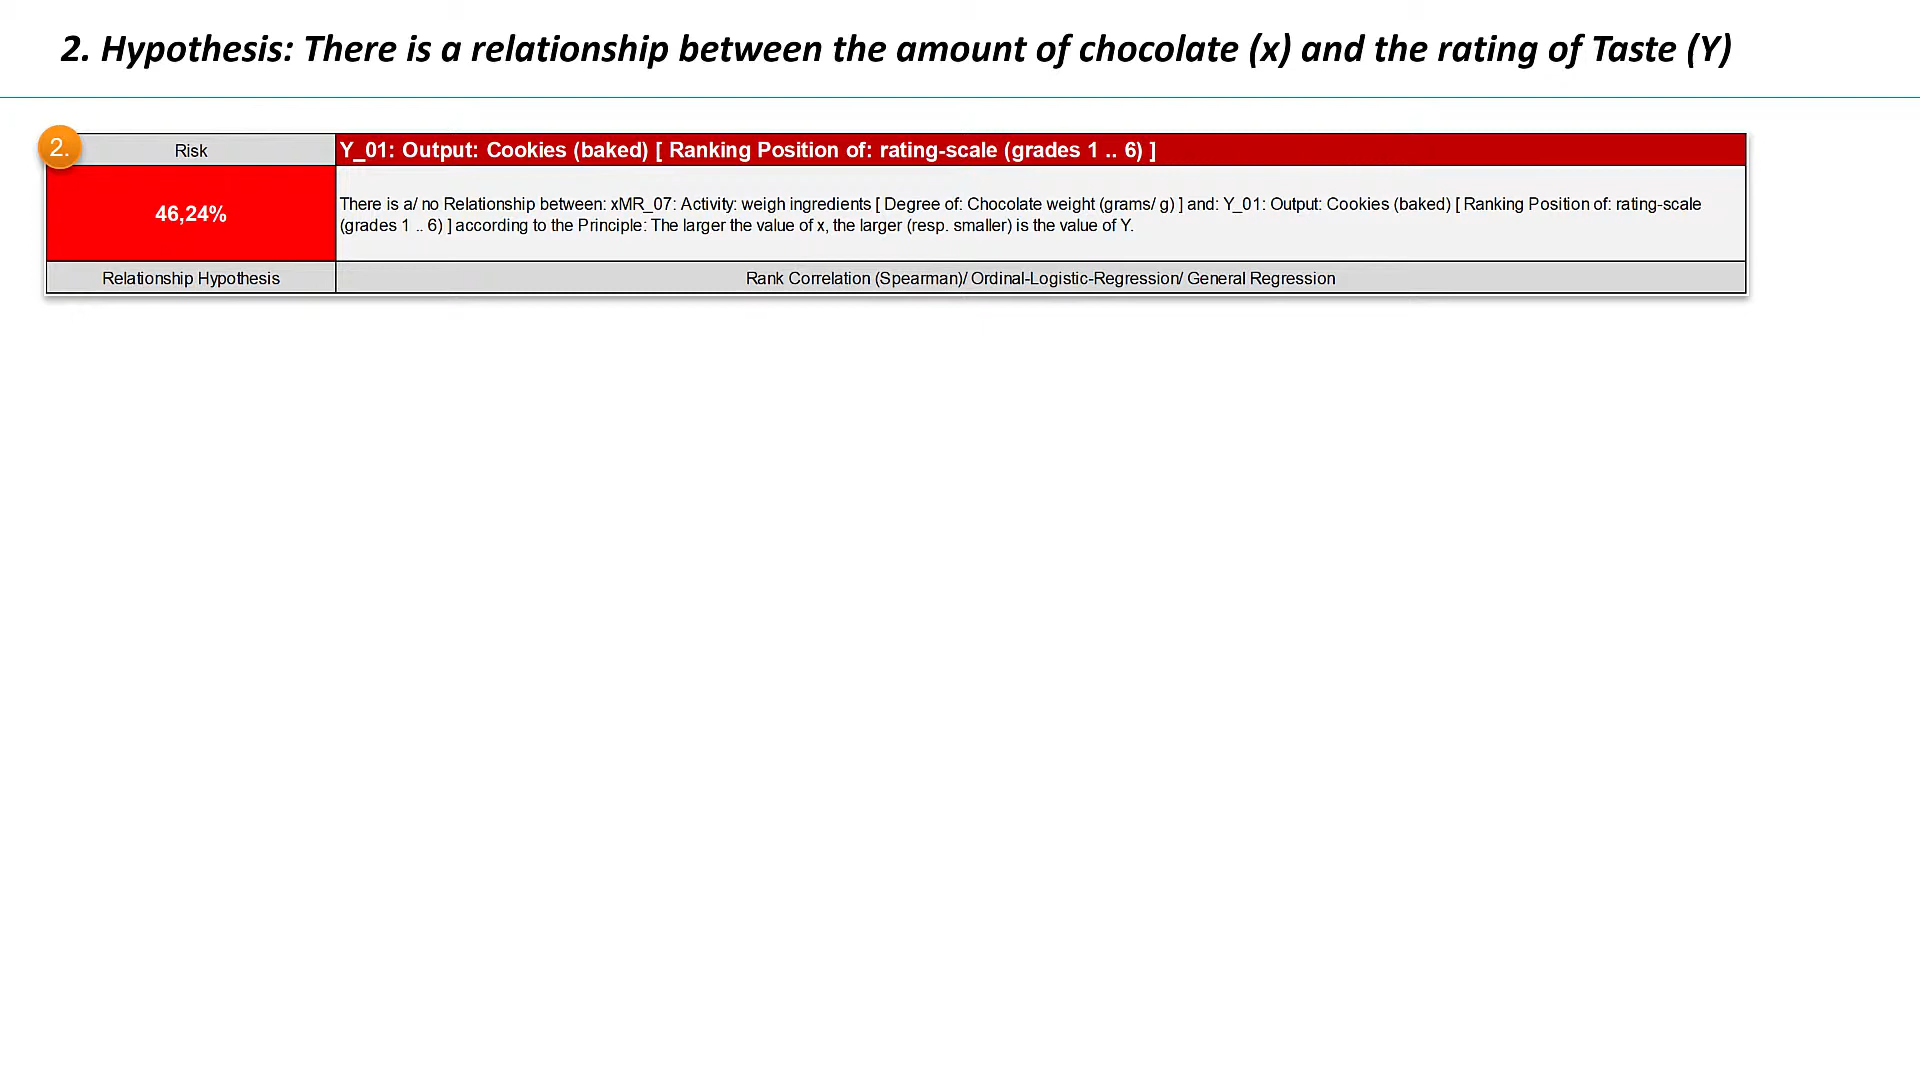 2. Hypothesis: There is a relationship between the amount of chocolate (x) and the rating of Taste (Y)
2.
Risk
Y_01: Output: Cookies (baked) [ Ranking Position of: rating-scale (grades 1 .. 6) ]
46,24%
There is a/ no Relationship between: xMR_07: Activity: weigh ingredients [ Degree of: Chocolate weight (grams/ g) ] and: Y_01: Output: Cookies (baked) [ Ranking Position of: rating-scale
(grades 1 .. 6) ] according to the Principle: The larger the value of x, the larger (resp. smaller) is the value of Y.
Relationship Hypothesis
Rank Correlation (Spearman)/ Ordinal-Logistic-Regression/ General Regression